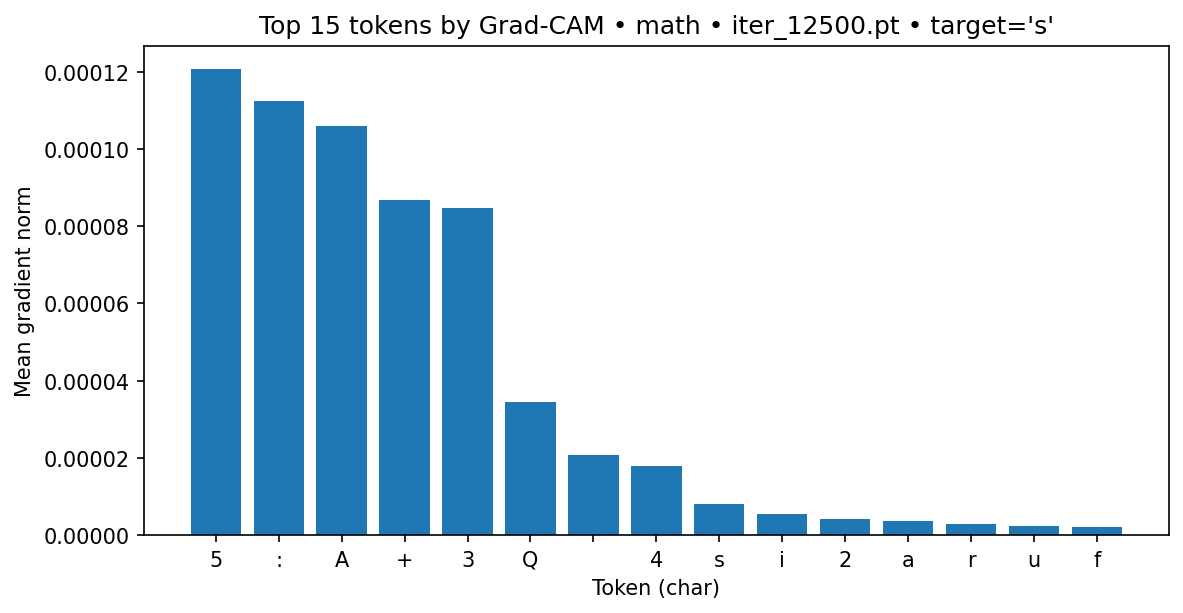 Top 15 tokens by Grad-CAM • math • iter_12500.pt • target='s'
Mean gradient norm
0.00012
0.00010
0.00008
0.00006
0.00004
0.00002
0.00000
5 : A + 3 Q 4 s i 2 a r u f
Token (char)